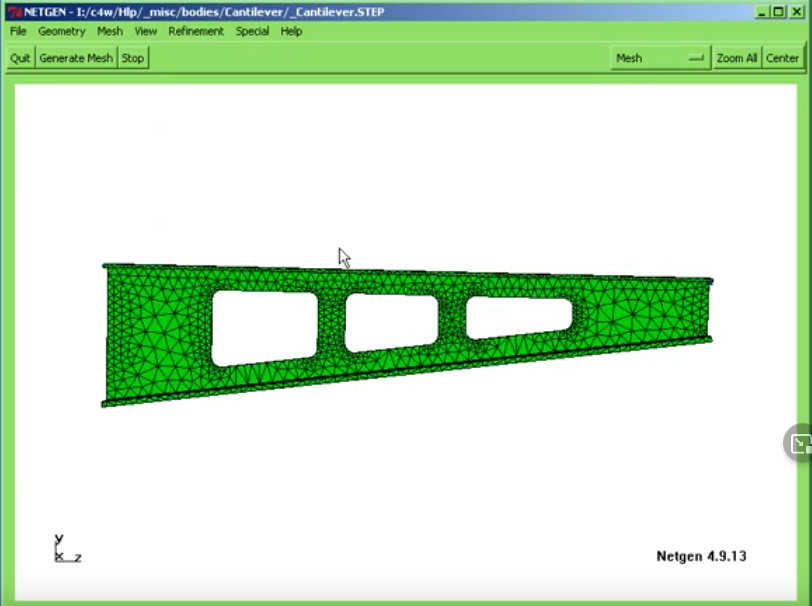 NETGEN - I:/c4w/Hlp/_misc/bodies/Cantilever/_Cantilever.STEP
File Geometry Mesh View Refinement Special Help
Quit Generate Mesh Stop Mesh Zoom All Center
y
x z
Netgen 4.9.13